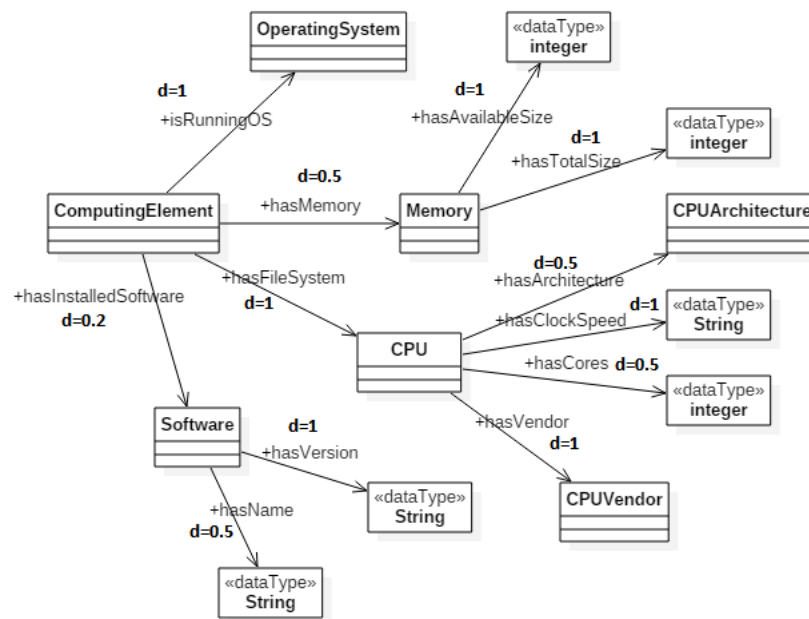 OperatingSystem
«dataType»
integer
d=1
d=1
+isRunningOS
+hasAvailableSize
«dataType»
integer
d=1
+hasTotalSize
d=0.5
+hasMemory
ComputingElement
Memory
CPUArchitecture
+hasFileSystem
d=1
d=0.5
+hasArchitecture
+hasInstalledSoftware
d=0.2
d=1
+hasClockSpeed
«dataType»
String
CPU
+hasCores
d=0.5
«dataType»
integer
+hasVendor
d=1
Software
d=1
+hasVersion
«dataType»
String
CPUVendor
+hasName
d=0.5
«dataType»
String